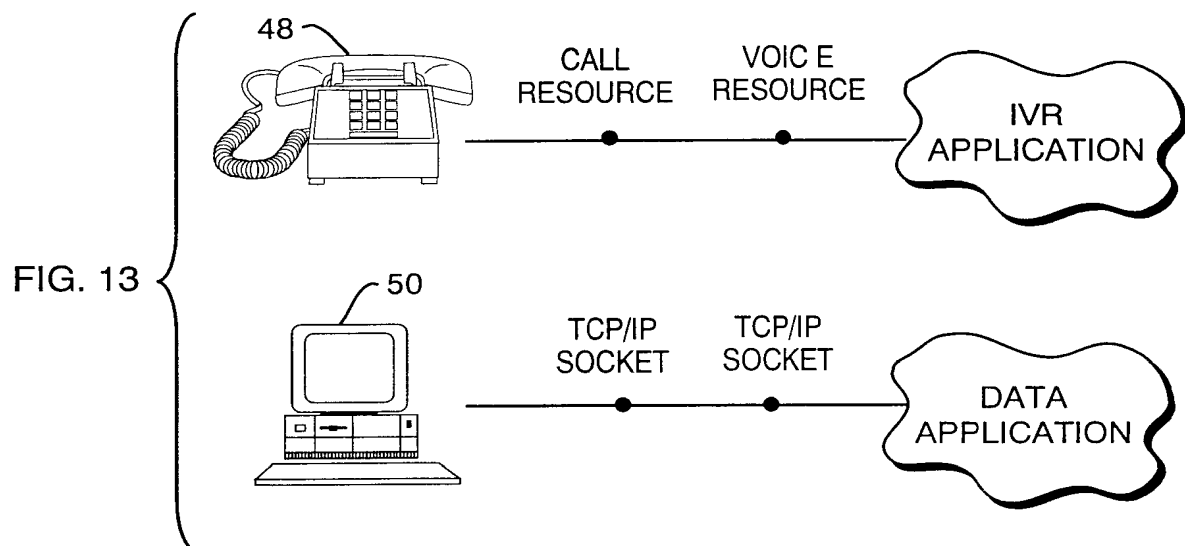 FIG. 13
48
CALL
RESOURCE
VOIC E
RESOURCE
IVR
APPLICATION
50
TCP/IP
SOCKET
TCP/IP
SOCKET
DATA
APPLICATION